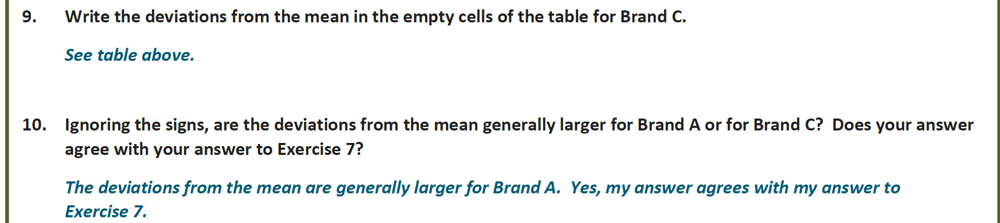 9. Write the deviations from the mean in the empty cells of the table for Brand C.
See table above.
10. Ignoring the signs, are the deviations from the mean generally larger for Brand A or for Brand C? Does your answer
agree with your answer to Exercise 7?
The deviations from the mean are generally larger for Brand A. Yes, my answer agrees with my answer to
Exercise 7.